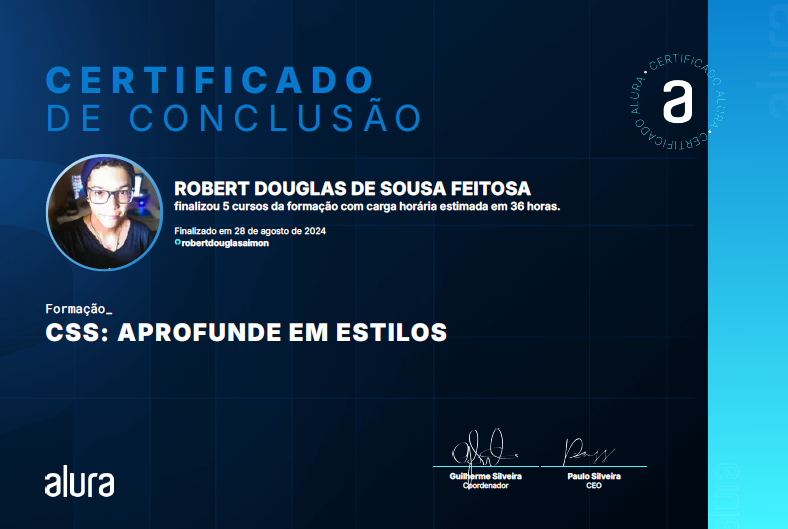 CERTIFICADO
DE CONCLUSÃO
• CERTIFICADO ALURA • CERTIFICADO ALURA
a
alura
ROBERT DOUGLAS DE SOUSA FEITOSA
finalizou 5 cursos da formação com carga horária estimada em 36 horas.
Finalizado em 28 de agosto de 2024
robertdouglasaimon
Formação_
CSS: APROFUNDE EM ESTILOS
alura
Guilherme Silveira
Coordenador
Paulo Silveira
CEO
alura